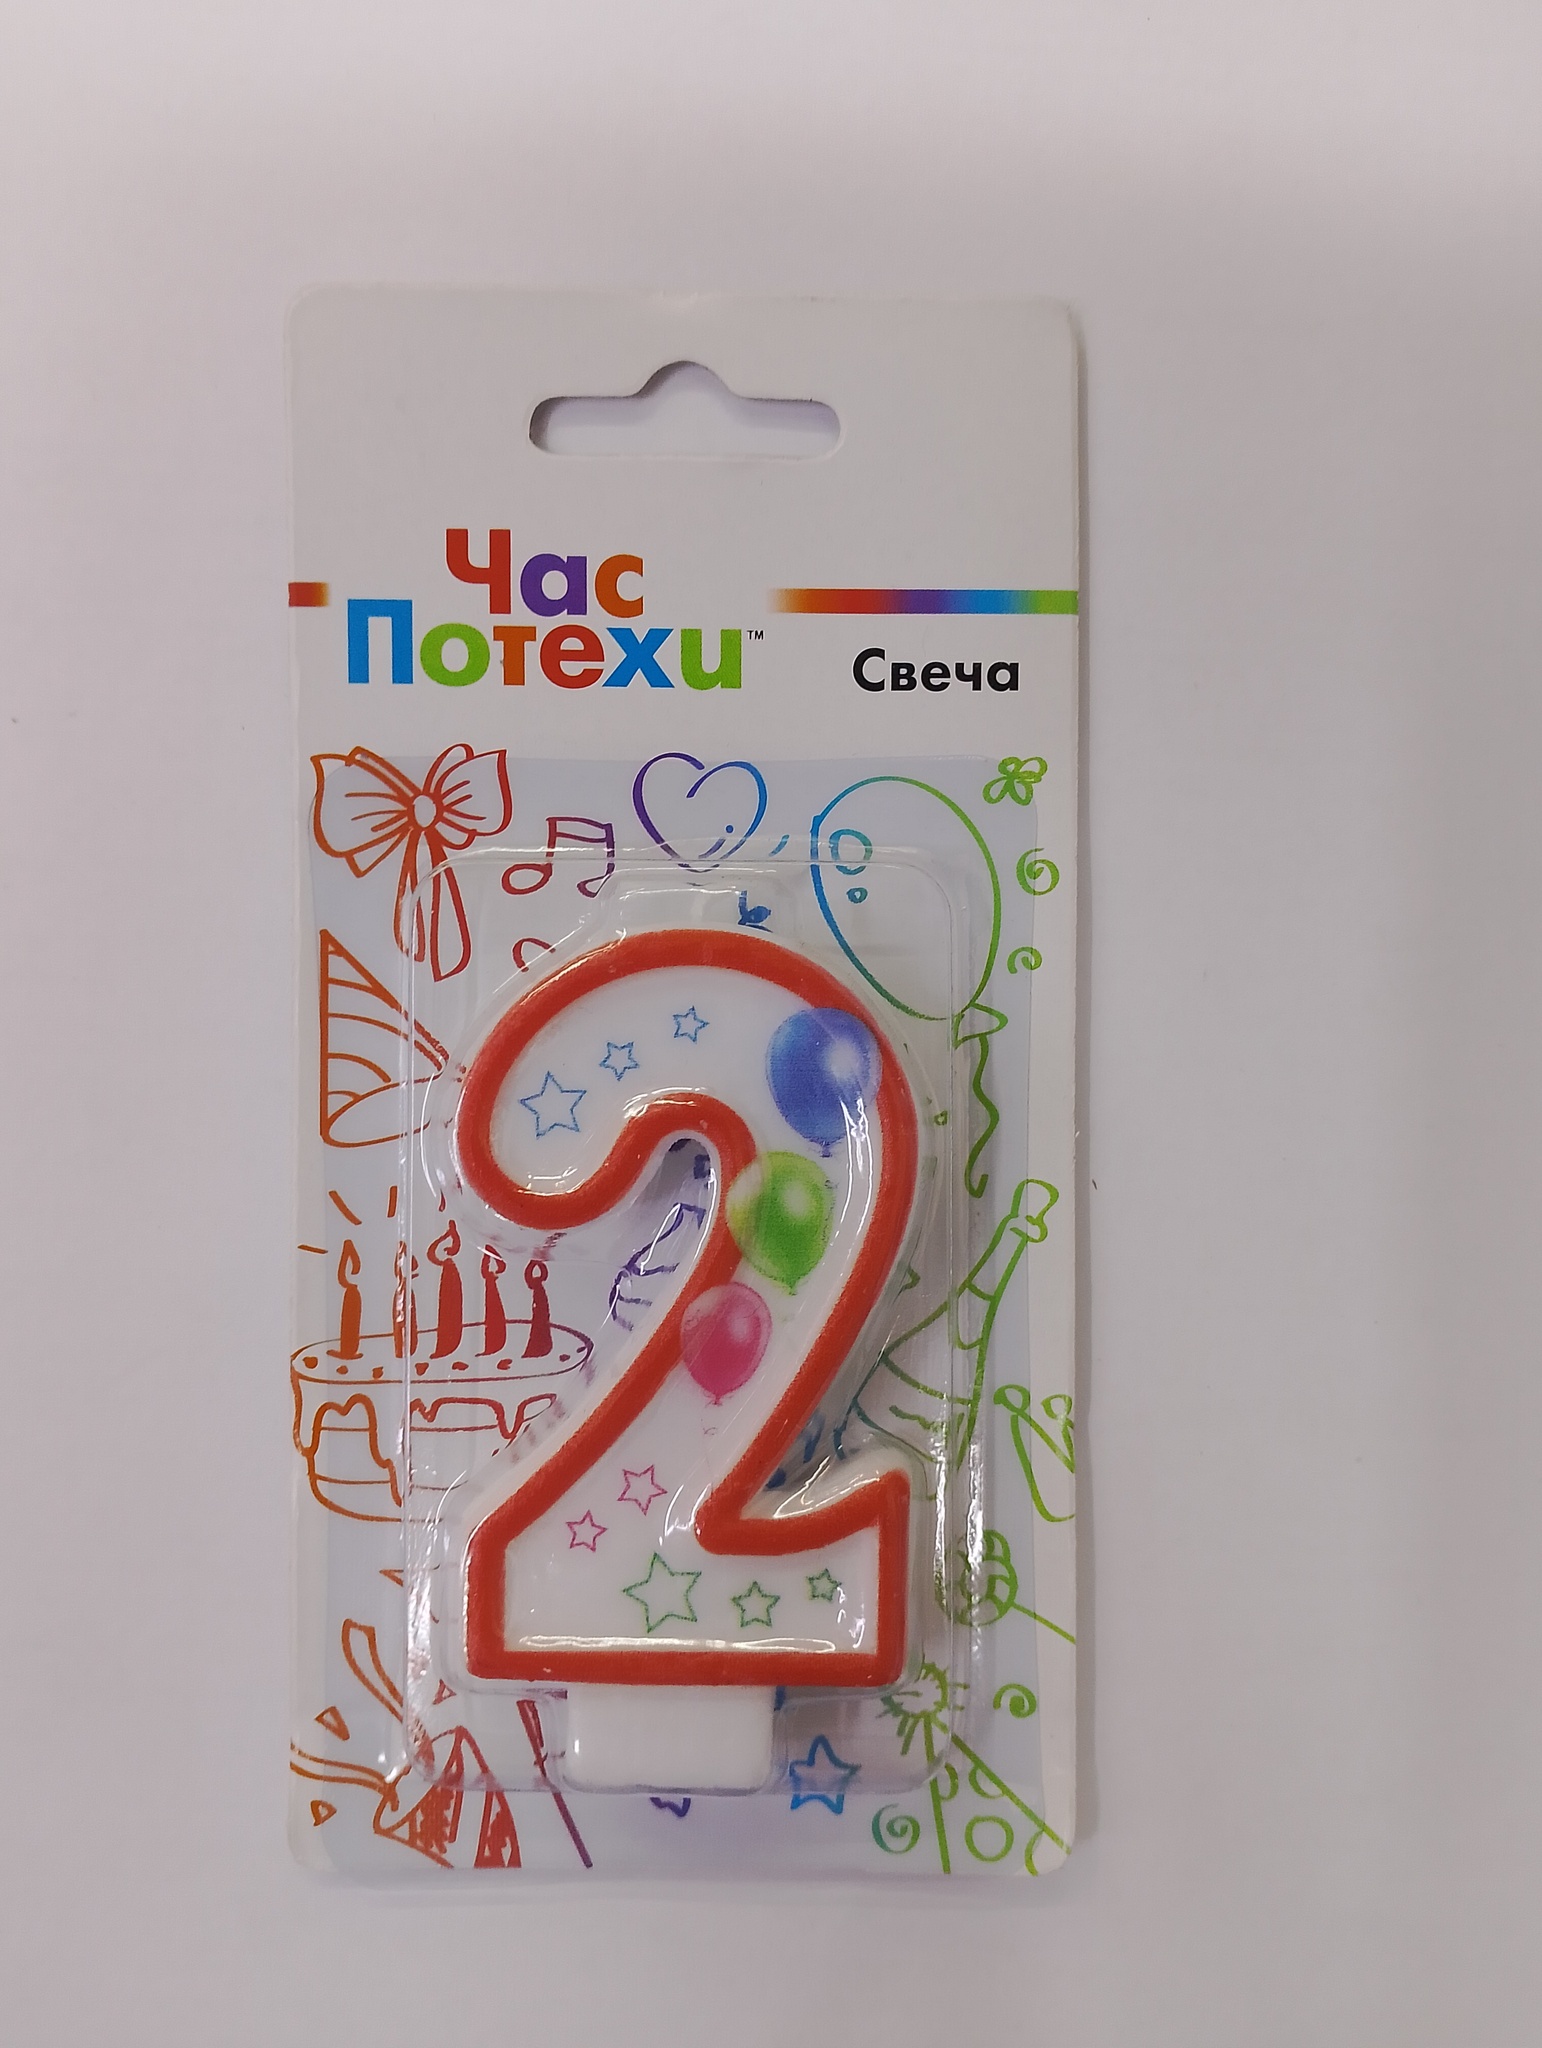 Час
Потехи™
Свеча
2